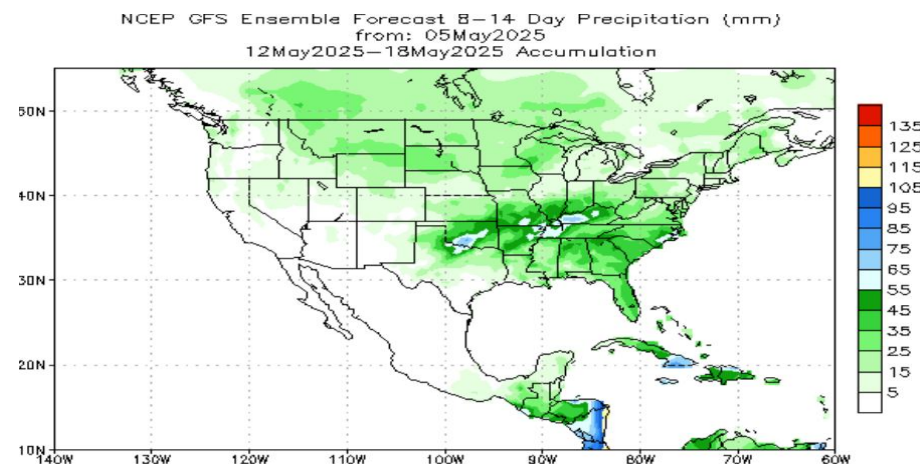 NCEP GFS Ensemble Forecast 8–14 Day Precipitation (mm)
from: 05May2025
12May2025–18May2025 Accumulation
50N
40N
30N
20N
10N
140W 130W 120W 110W 100W 90W 80W 70W 60W
135
125
115
105
95
85
75
65
55
45
35
25
15
5